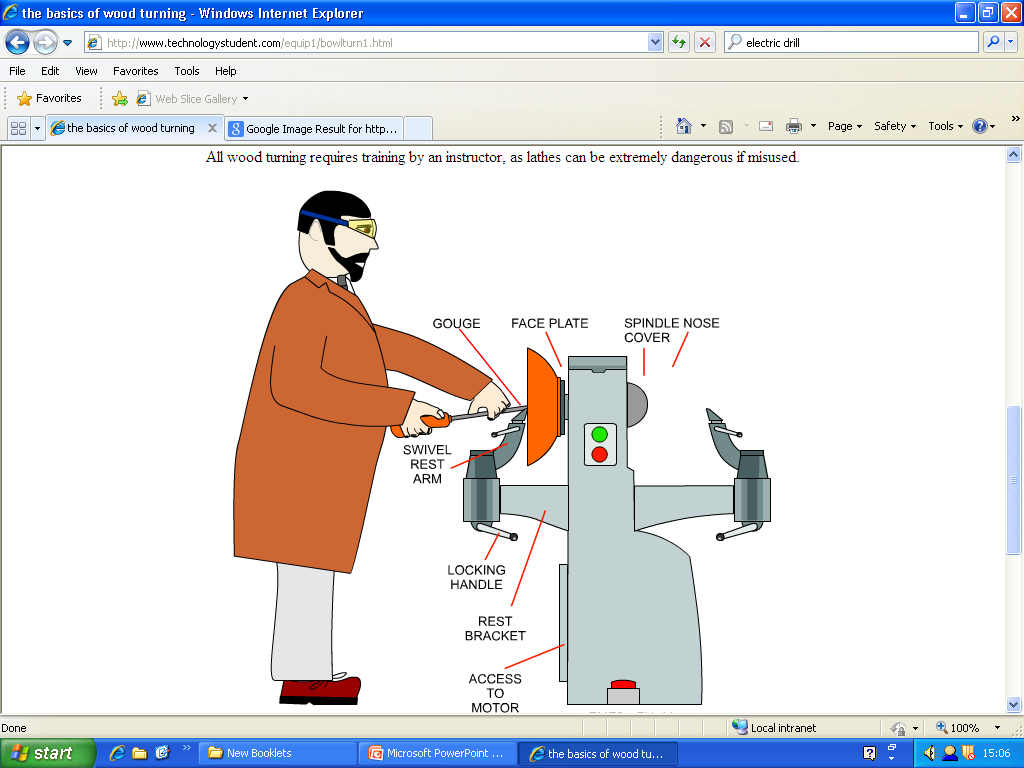 the basics of wood turning - Windows Internet Explorer
http://www.technologystudent.com/equip1/bowlturn1.html
electric drill
File Edit View Favorites Tools Help
Favorites Web Slice Gallery
the basics of wood turning
Google Image Result for http...
Page Safety Tools
All wood turning requires training by an instructor, as lathes can be extremely dangerous if misused.
GOUGE
FACE PLATE
SPINDLE NOSE
COVER
SWIVEL
REST
ARM
LOCKING
HANDLE
REST
BRACKET
ACCESS
TO
MOTOR
Done
Local intranet
100%
start
New Booklets
Microsoft PowerPoint ...
the basics of wood tu...
15:06